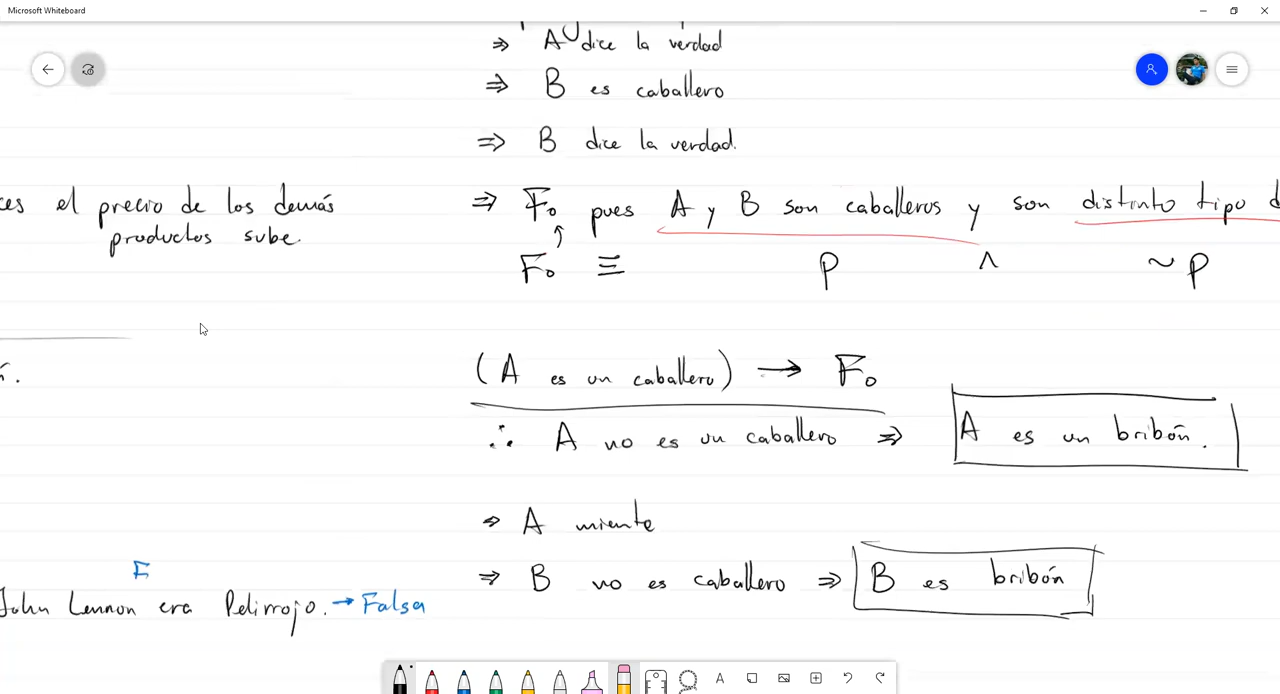 Microsoft Whiteboard
⇒ A dice la verdad
⇒ B es caballero
⇒ B dice la verdad.
el precio de los demás
productos sube.
⇒ F₀ pues A y B son caballeros y son distinto tipo
F₀ ≡ P ∧ ~P
(A es un caballero) → F₀
∴ A no es un caballero ⇒ A es un bribón.
⇒ A miente
⇒ B no es caballero ⇒ B es bribón
F
John Lennon era Pelirrojo. → Falsa